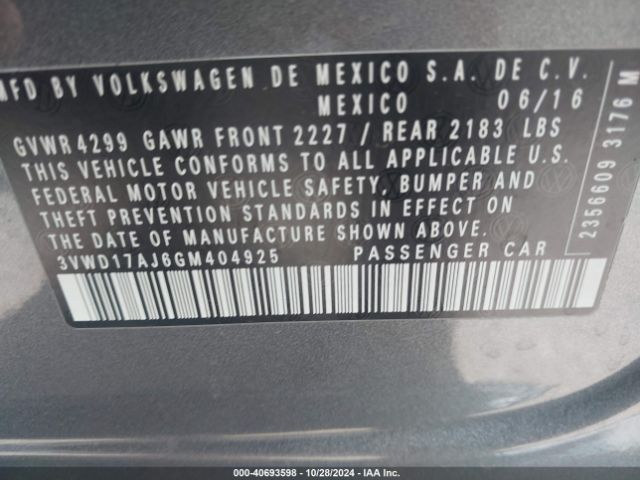 MFD BY VOLKSWAGEN DE MEXICO S.A. DE C.V.
MEXICO 06/16
GVWR 4299 GAWR FRONT 2227 / REAR 2183 LBS
THIS VEHICLE CONFORMS TO ALL APPLICABLE U.S.
FEDERAL MOTOR VEHICLE SAFETY, BUMPER AND
THEFT PREVENTION STANDARDS IN EFFECT ON
THE DATE OF MANUFACTURE SHOWN ABOVE.
3VWD17AJ6GM404925 PASSENGER CAR
2356609 3176 M
000-40693598 - 10/28/2024 - IAA Inc.